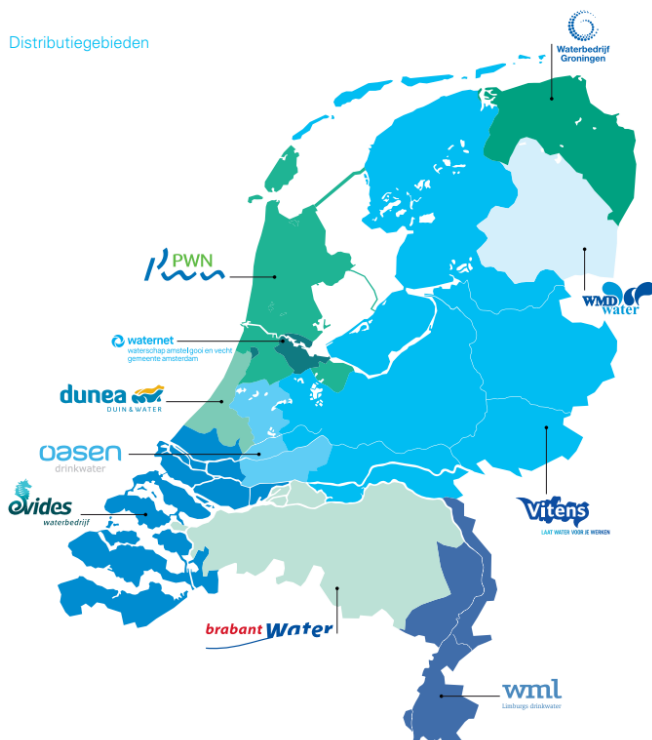 Distributiegebieden
Waterbedrijf
Groningen
PWN
WMD
water
waternet
waterschap amstel gooi en vecht
gemeente amsterdam
dunea
DUIN & WATER
oasen
drinkwater
evides
waterbedrijf
Vitens
LAAT WATER VOOR JE WERKEN
brabant Water
wml
Limburgs drinkwater